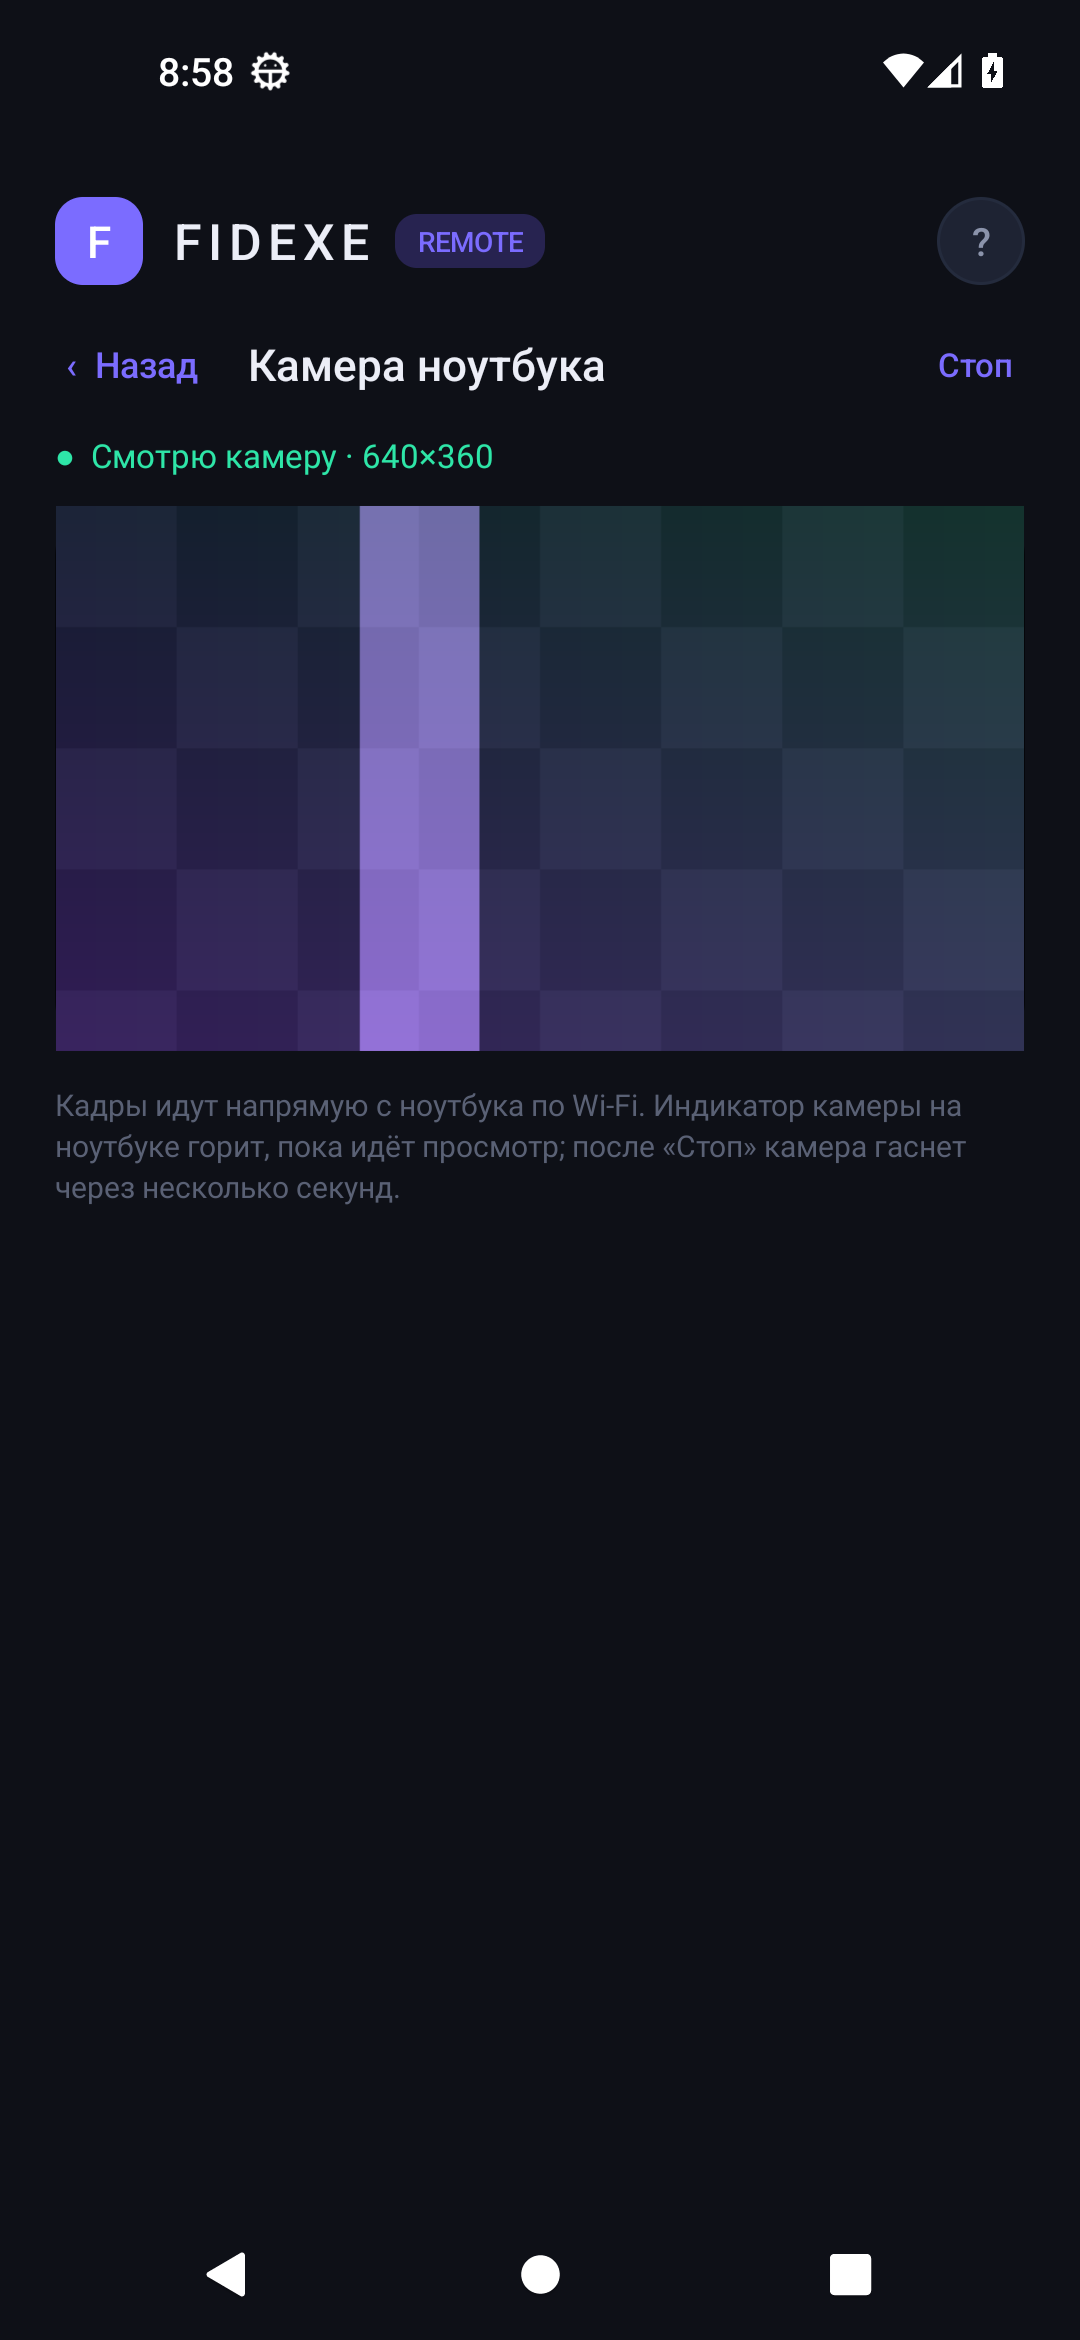 8:58
F FIDEXE REMOTE ?
‹ Назад Камера ноутбука Стоп
● Смотрю камеру · 640×360
Кадры идут напрямую с ноутбука по Wi-Fi. Индикатор камеры на
ноутбуке горит, пока идёт просмотр; после «Стоп» камера гаснет
через несколько секунд.